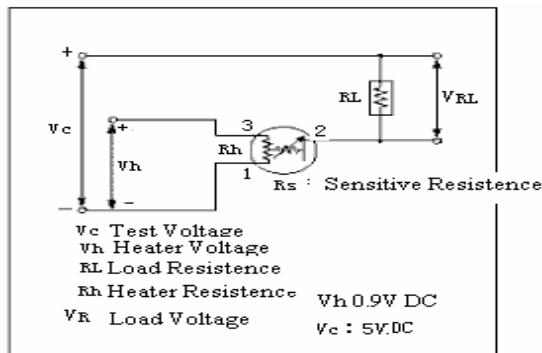 +
RL
VRL
Vc
+
3
2
Rh
Vh
1
Rs : Sensitive Resistence
−
−
Vc Test Voltage
Vh Heater Voltage
RL Load Resistence
Rh Heater Resistence
Vh 0.9V DC
VR Load Voltage
Vc : 5V.DC